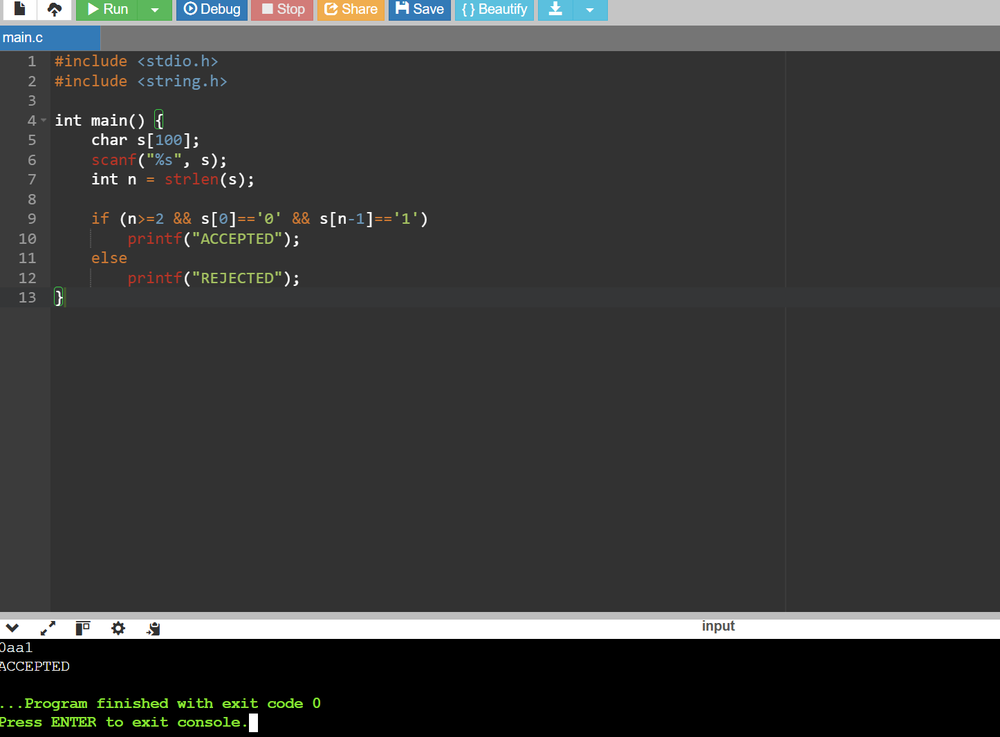 Run Debug Stop Share Save { } Beautify
main.c
1 #include <stdio.h>
2 #include <string.h>
3
4 int main() {
5     char s[100];
6     scanf("%s", s);
7     int n = strlen(s);
8
9     if (n>=2 && s[0]=='0' && s[n-1]=='1')
10         printf("ACCEPTED");
11     else
12         printf("REJECTED");
13 }
input
0aa1
ACCEPTED
...Program finished with exit code 0
Press ENTER to exit console.